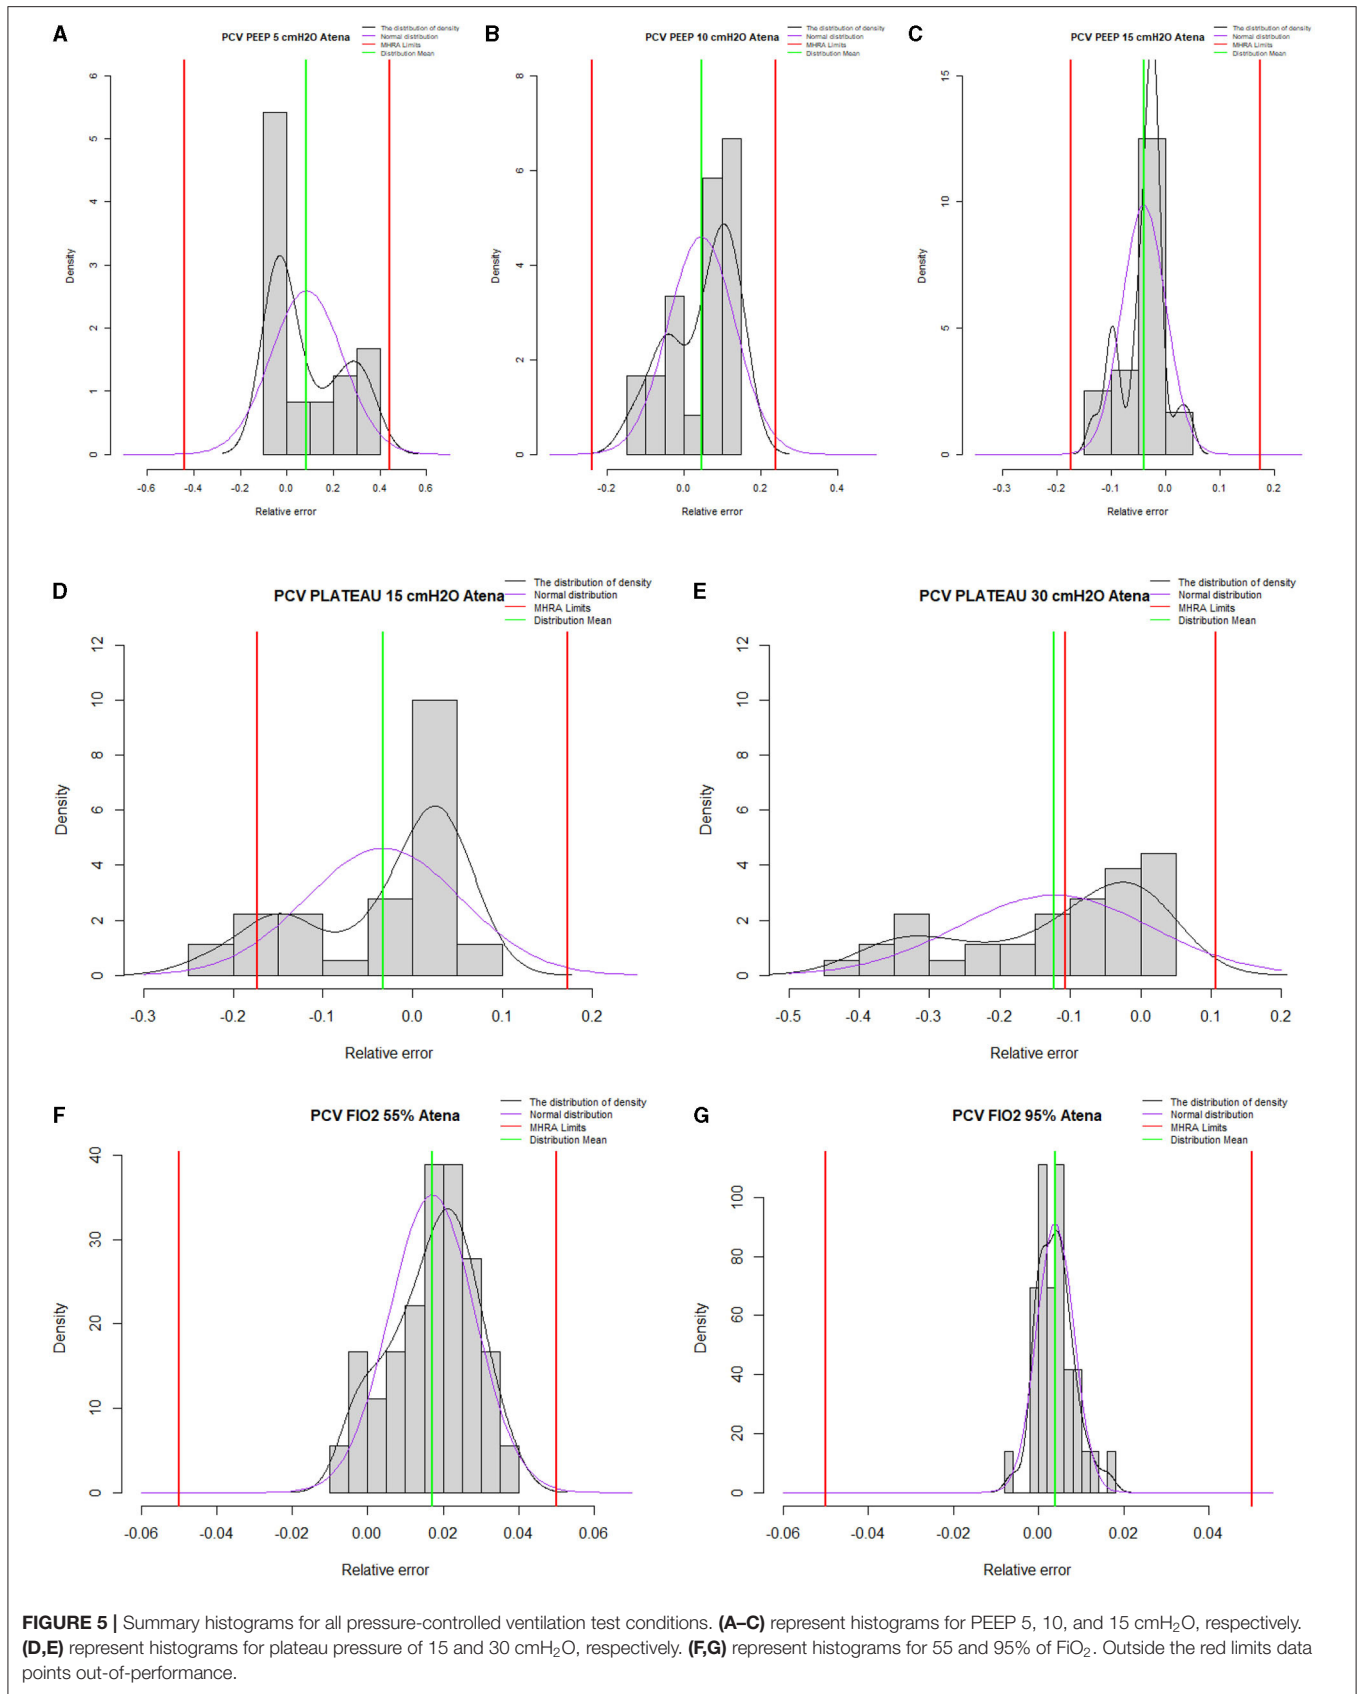 A
PCV PEEP 5 cmH2O Atena
The distribution of density
Normal distribution
MHRA Limits
Distribution Mean
Density
0 1 2 3 4 5 6
-0.6 -0.4 -0.2 0.0 0.2 0.4 0.6
Relative error
B
PCV PEEP 10 cmH2O Atena
The distribution of density
Normal distribution
MHRA Limits
Distribution Mean
Density
0 2 4 6 8
-0.2 0.0 0.2 0.4
Relative error
C
PCV PEEP 15 cmH2O Atena
The distribution of density
Normal distribution
MHRA Limits
Distribution Mean
Density
0 5 10 15
-0.3 -0.2 -0.1 0.0 0.1 0.2
Relative error
D
PCV PLATEAU 15 cmH2O Atena
The distribution of density
Normal distribution
MHRA Limits
Distribution Mean
Density
0 2 4 6 8 10 12
-0.3 -0.2 -0.1 0.0 0.1 0.2
Relative error
E
PCV PLATEAU 30 cmH2O Atena
The distribution of density
Normal distribution
MHRA Limits
Distribution Mean
Density
0 2 4 6 8 10 12
-0.5 -0.4 -0.3 -0.2 -0.1 0.0 0.1 0.2
Relative error
F
PCV FIO2 55% Atena
The distribution of density
Normal distribution
MHRA Limits
Distribution Mean
Density
0 10 20 30 40
-0.06 -0.04 -0.02 0.00 0.02 0.04 0.06
Relative error
G
PCV FIO2 95% Atena
The distribution of density
Normal distribution
MHRA Limits
Distribution Mean
Density
0 20 40 60 80 100
-0.06 -0.04 -0.02 0.00 0.02 0.04
Relative error
FIGURE 5 | Summary histograms for all pressure-controlled ventilation test conditions. (A–C) represent histograms for PEEP 5, 10, and 15 cmH₂O, respectively.
(D,E) represent histograms for plateau pressure of 15 and 30 cmH₂O, respectively. (F,G) represent histograms for 55 and 95% of FiO₂. Outside the red limits data
points out-of-performance.